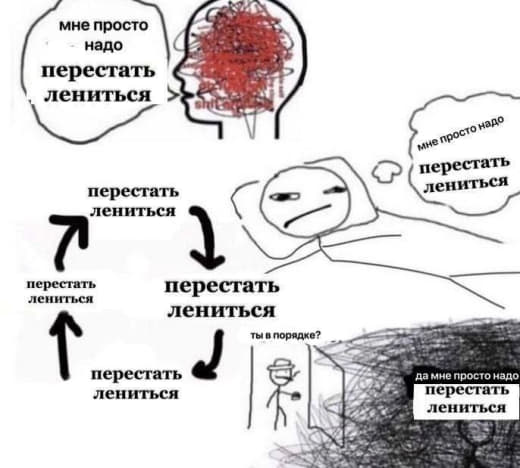 мне просто
надо
перестать
лениться
мне просто надо
перестать
лениться
перестать
лениться
перестать
лениться
перестать
лениться
перестать
лениться
ты в порядке?
да мне просто надо
перестать
лениться